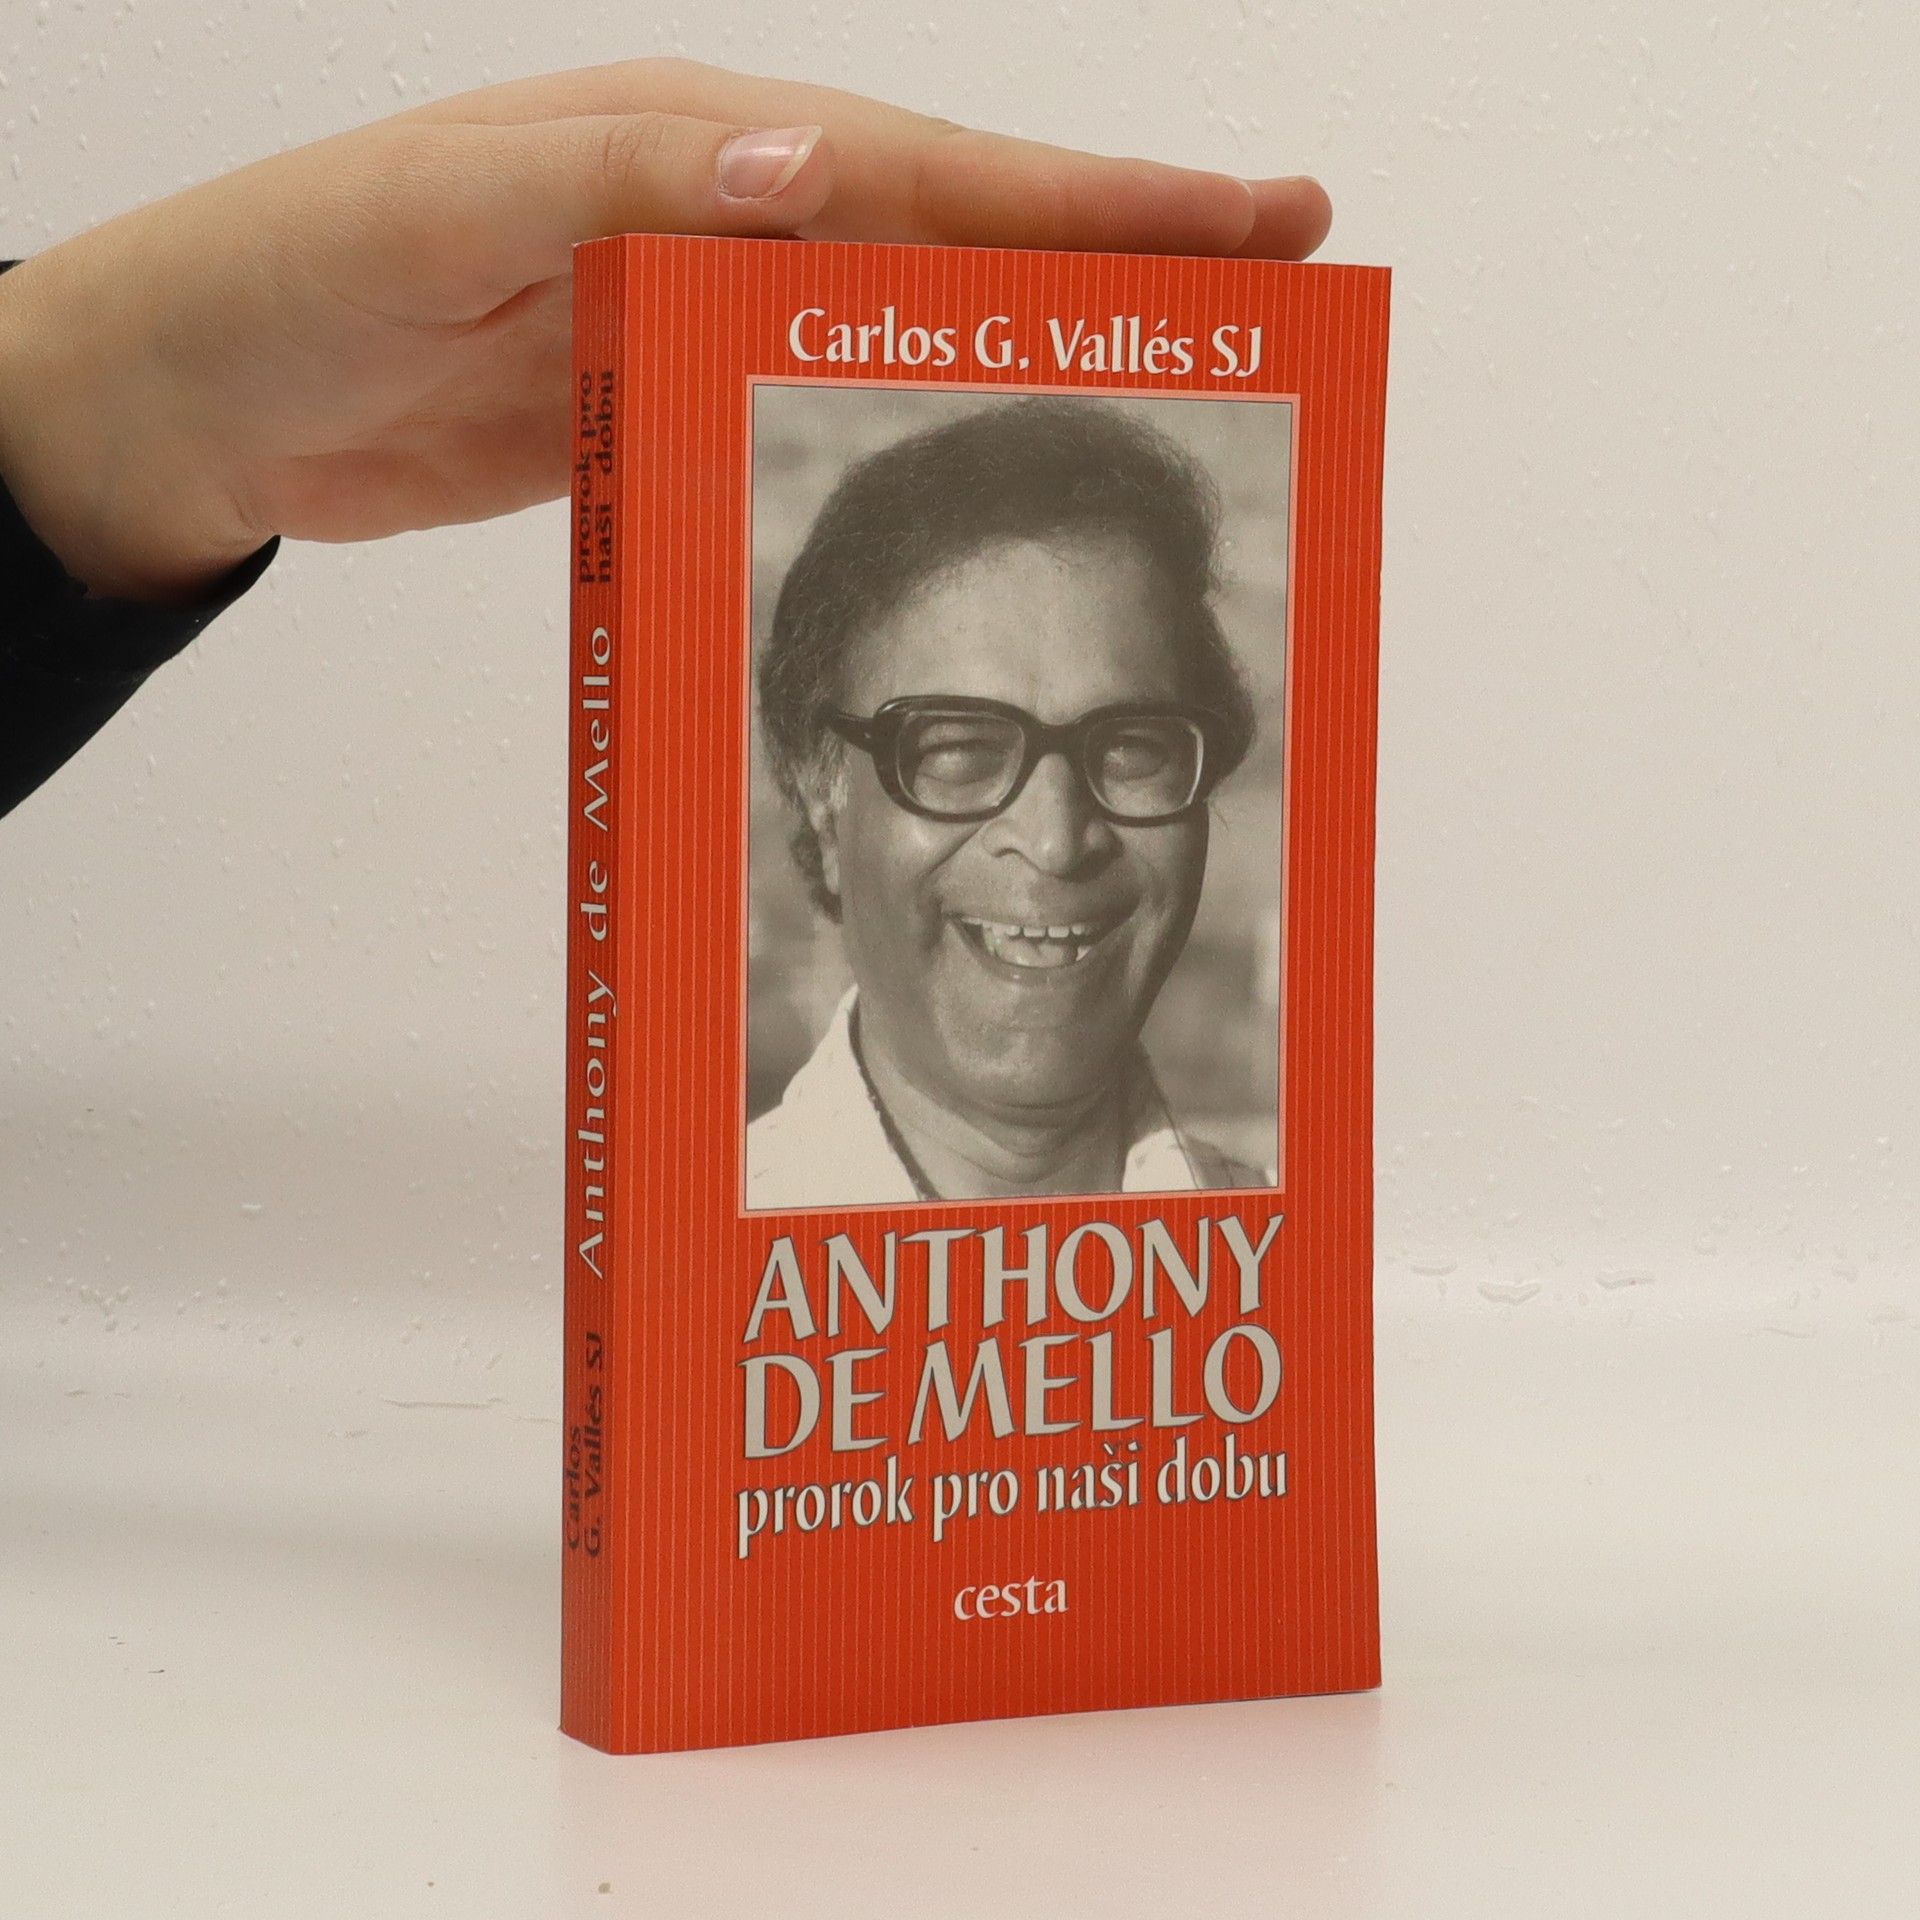 Carlos G. Vallés SJ
ANTHONY
DE MELLO
prorok pro naši dobu
cesta
Carlos
G. Vallés SJ
Anthony de Mello
Prorok pro
naši dobu